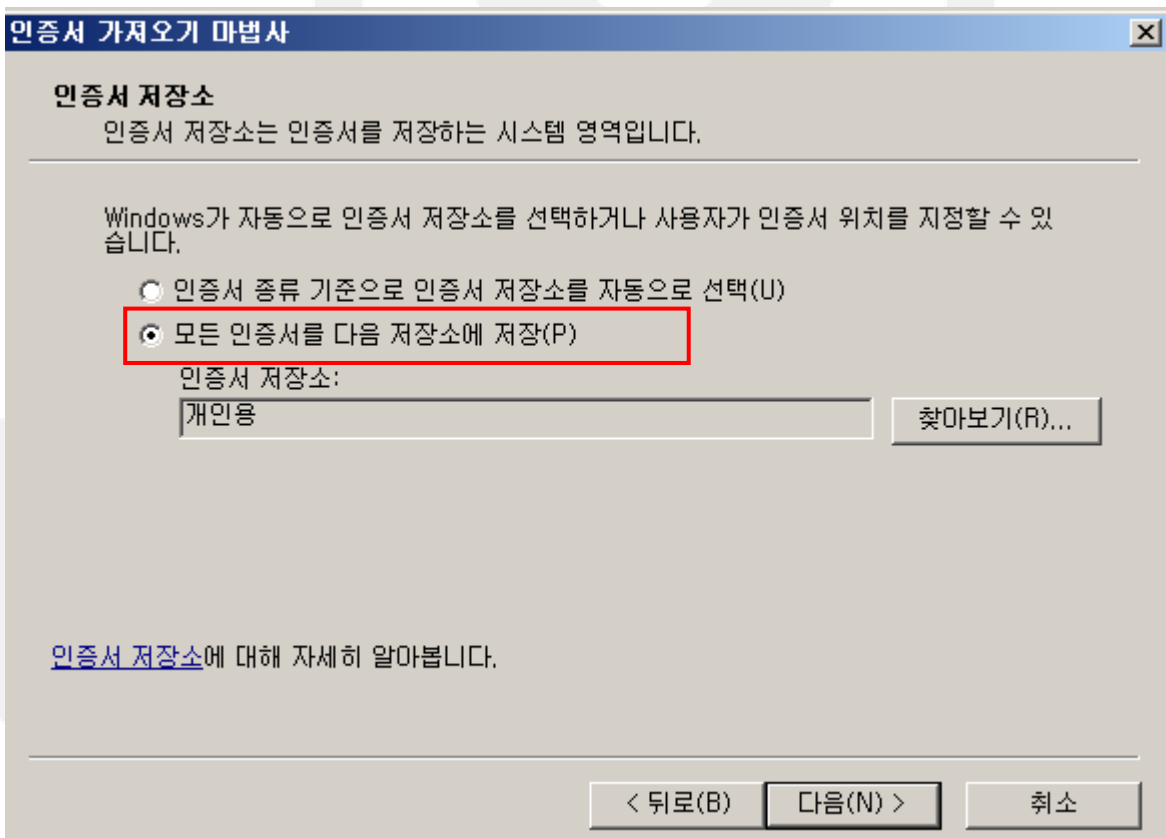 인증서 가져오기 마법사
인증서 저장소
인증서 저장소는 인증서를 저장하는 시스템 영역입니다.
Windows가 자동으로 인증서 저장소를 선택하거나 사용자가 인증서 위치를 지정할 수 있
습니다.
인증서 종류 기준으로 인증서 저장소를 자동으로 선택(U)
모든 인증서를 다음 저장소에 저장(P)
인증서 저장소:
개인용
찾아보기(R)...
인증서 저장소에 대해 자세히 알아봅니다.
< 뒤로(B) 다음(N) > 취소